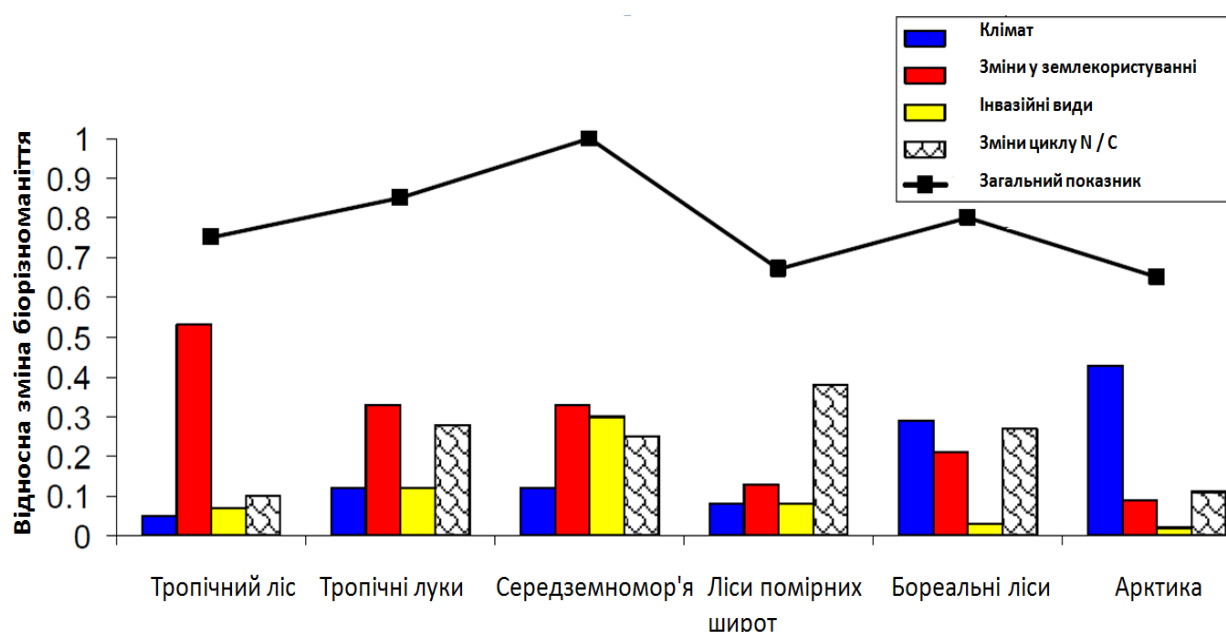 Клімат
Зміни у землекористуванні
Інвазійні види
Зміни циклу N / C
Загальний показник
Відносна зміна біорізноманіття
1
0.9
0.8
0.7
0.6
0.5
0.4
0.3
0.2
0.1
0
Тропічний ліс
Тропічні луки
Середземномор'я
Ліси помірних
широт
Бореальні ліси
Арктика